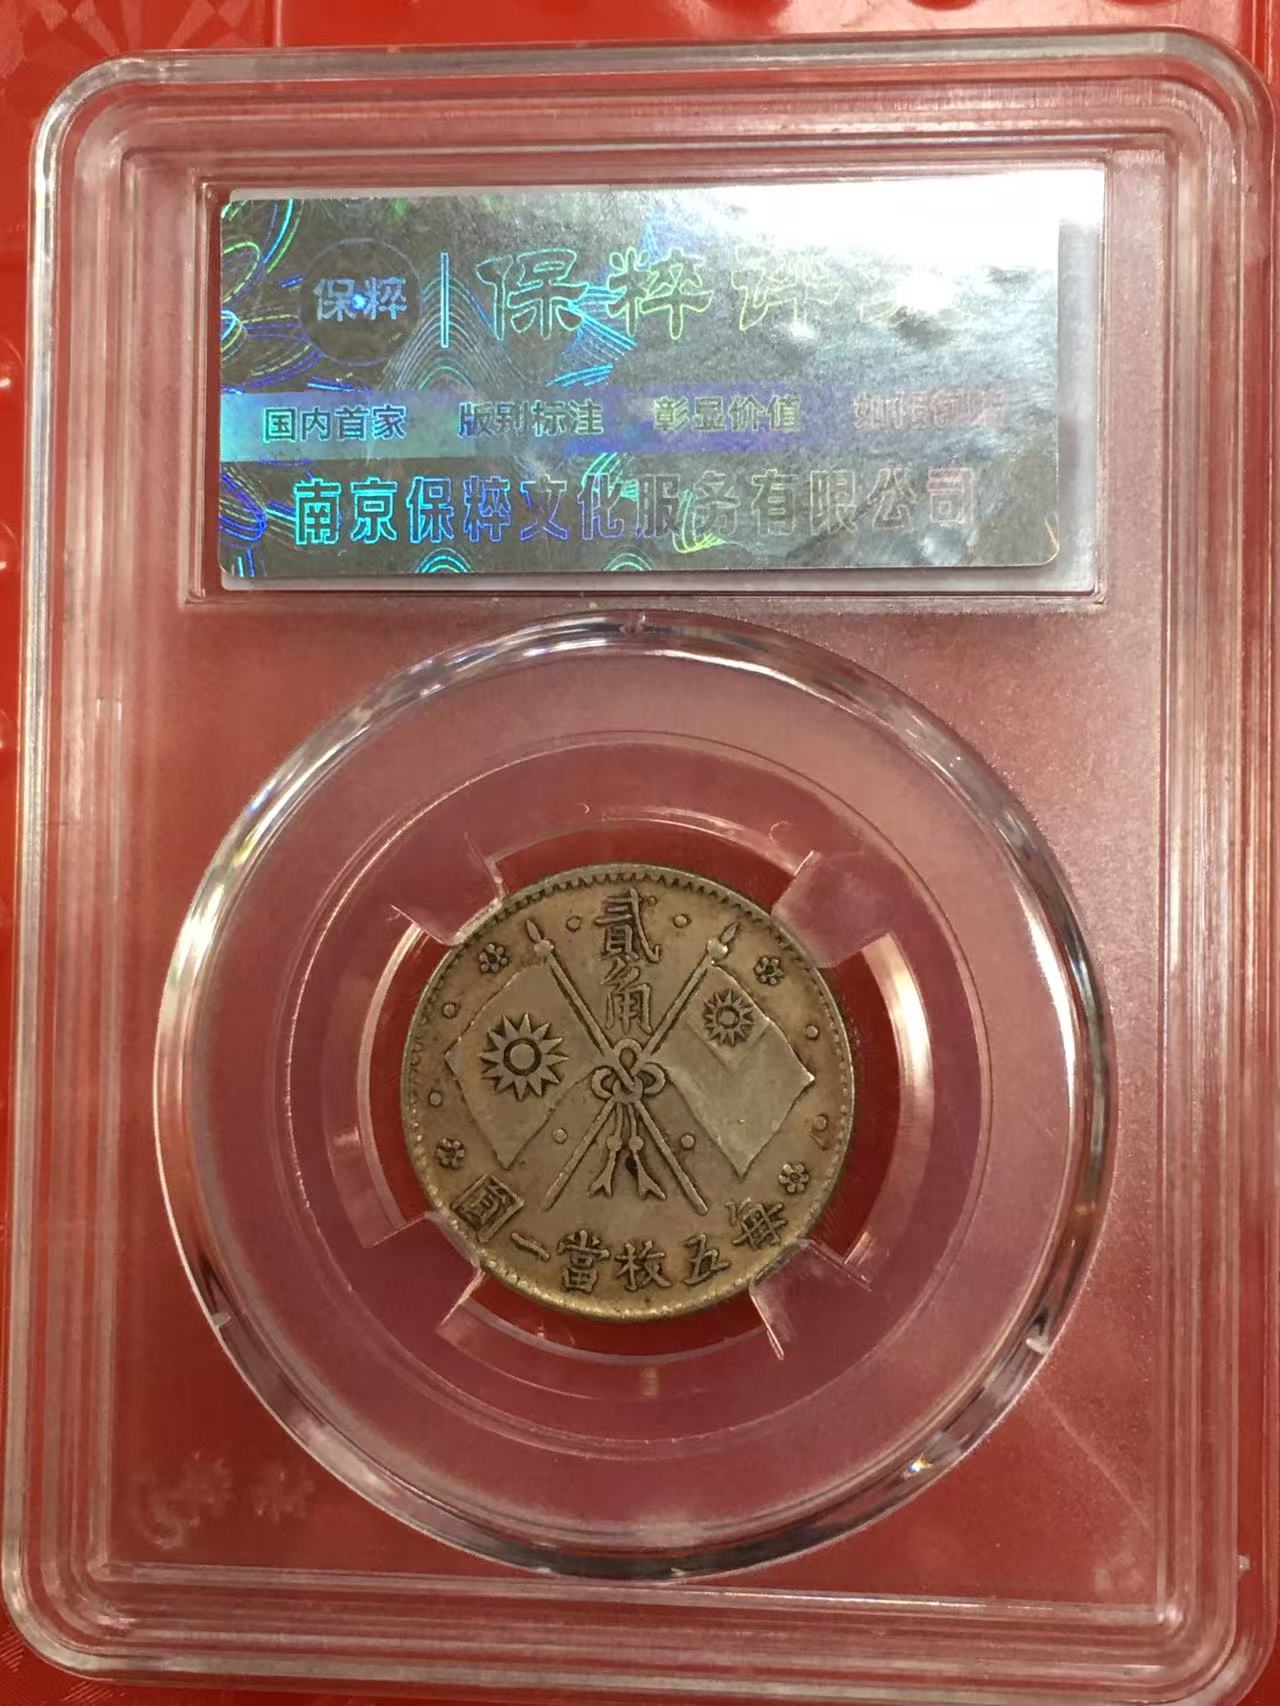 保粹 保粹评
国内首家 版别标注 彰显价值
南京保粹文化服务有限公司
貳角
每五枚當一圓